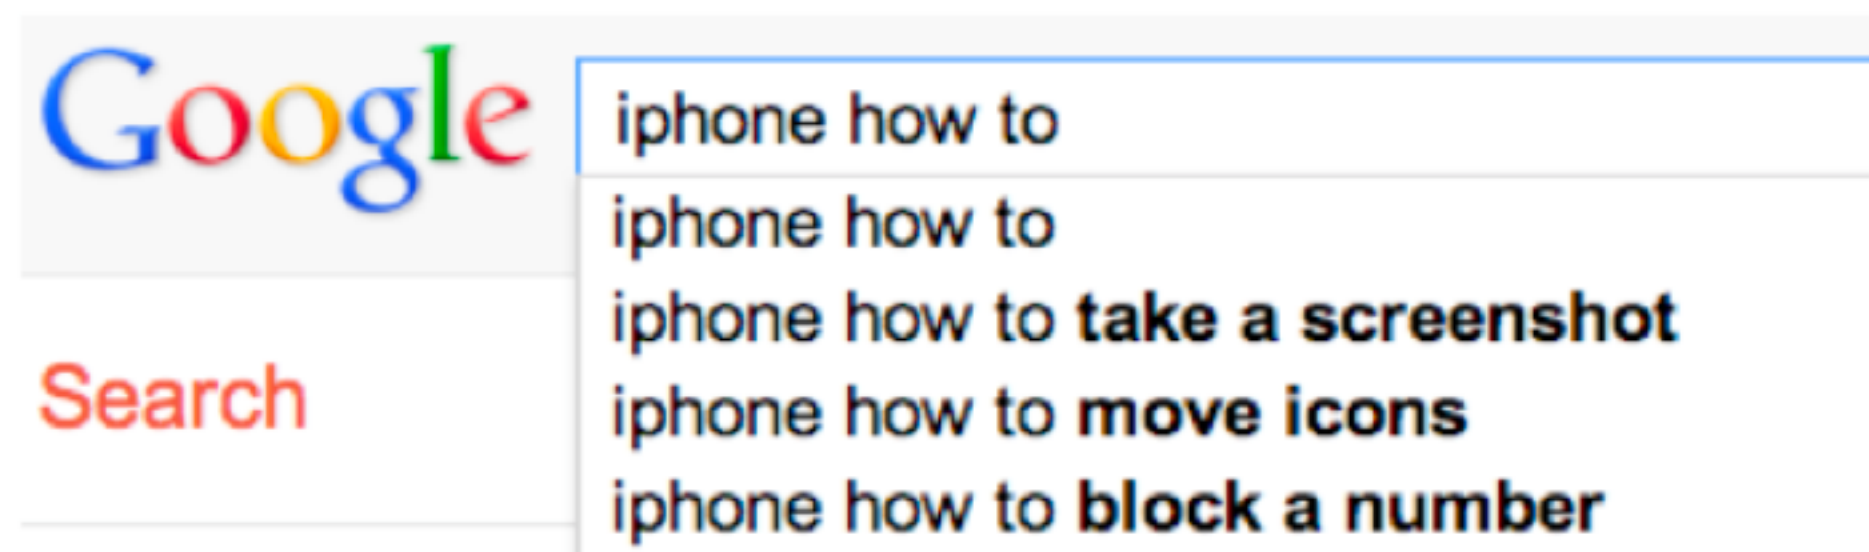 Google
iphone how to
iphone how to
iphone how to take a screenshot
Search
iphone how to move icons
iphone how to block a number